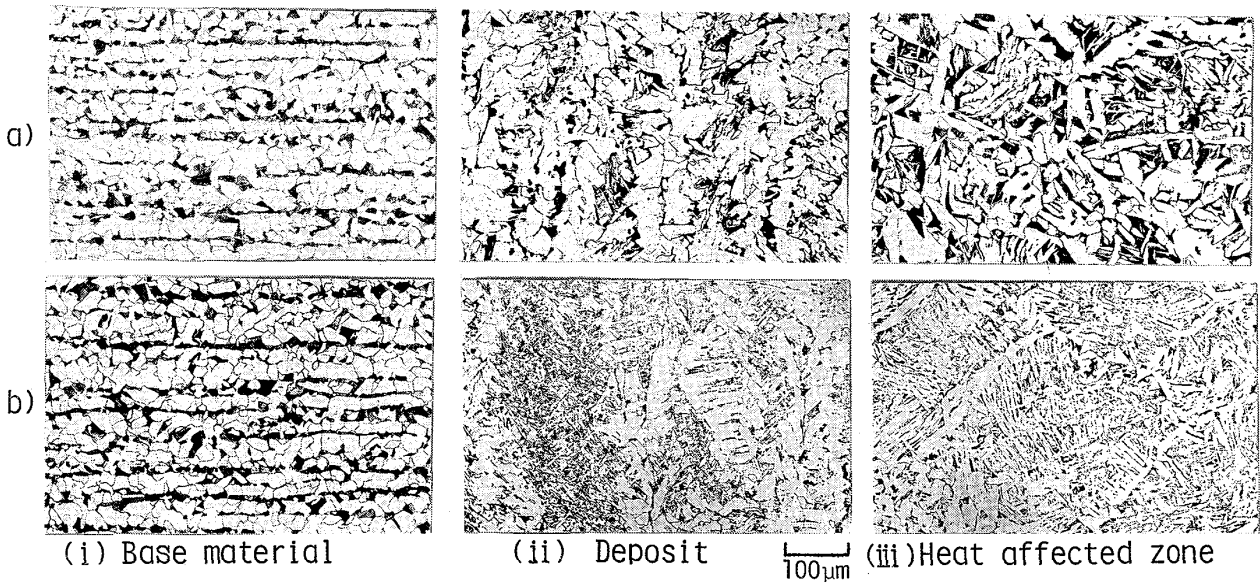 a)
b)
(i) Base material
(ii) Deposit
100µm
(iii) Heat affected zone